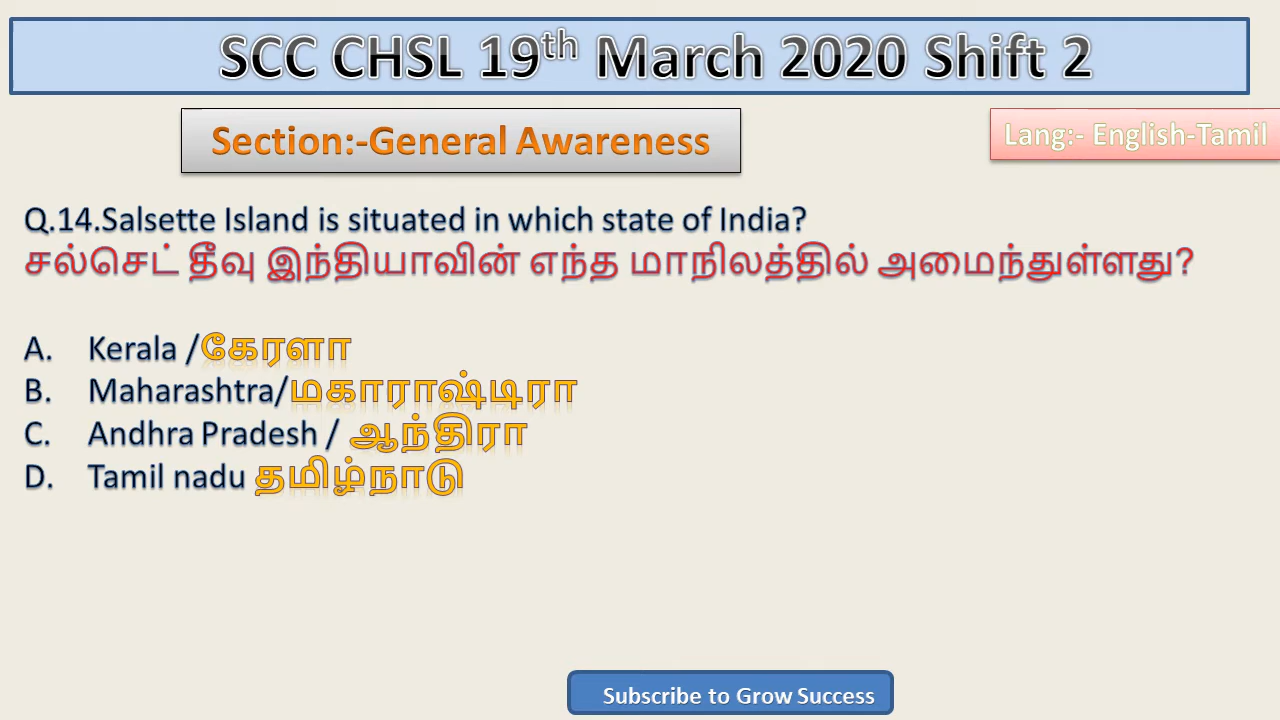 SCC CHSL 19th March 2020 Shift 2
Section:-General Awareness
Lang:- English-Tamil
Q.14.Salsette Island is situated in which state of India?
சல்செட் தீவு இந்தியாவின் எந்த மாநிலத்தில் அமைந்துள்ளது?
A. Kerala /கேரளா
B. Maharashtra/மகாராஷ்டிரா
C. Andhra Pradesh / ஆந்திரா
D. Tamil nadu தமிழ்நாடு
Subscribe to Grow Success